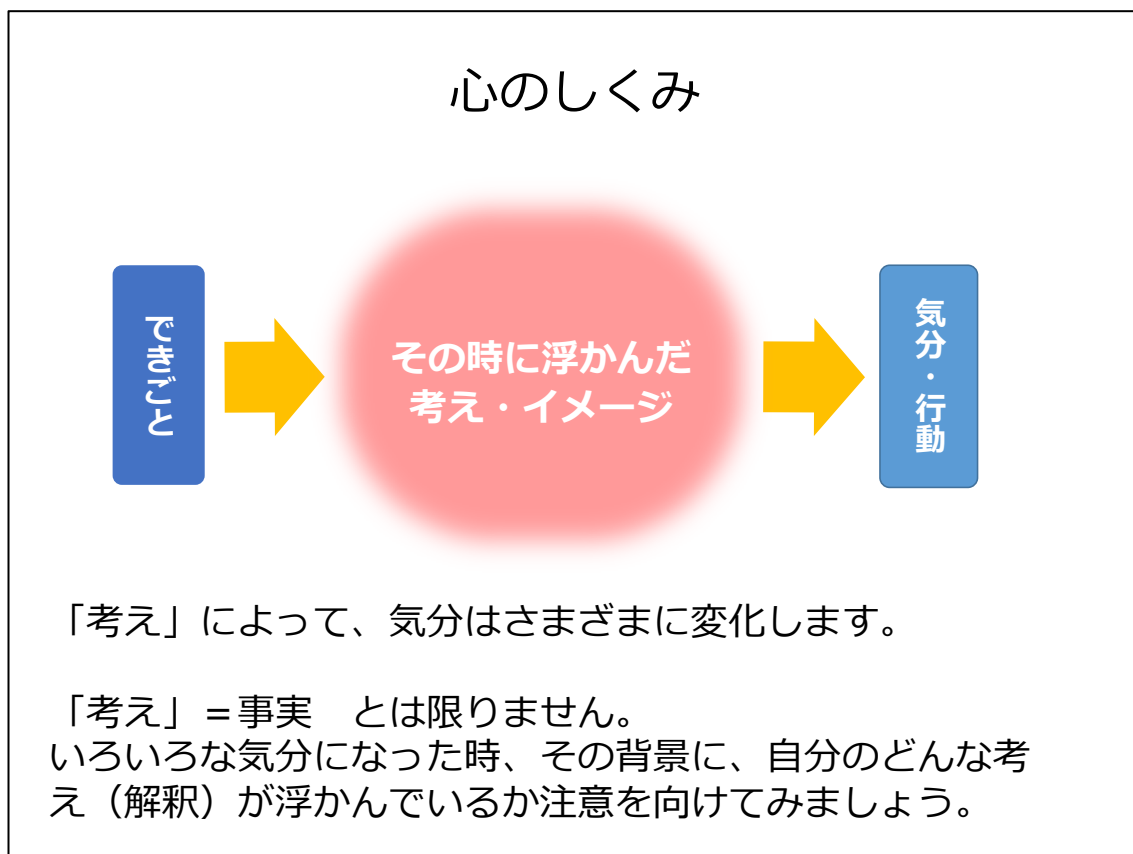 心のしくみ
できごと
その時に浮かんだ
考え・イメージ
気分・行動
「考え」によって、気分はさまざまに変化します。
「考え」＝事実　とは限りません。
いろいろな気分になった時、その背景に、自分のどんな考
え（解釈）が浮かんでいるか注意を向けてみましょう。